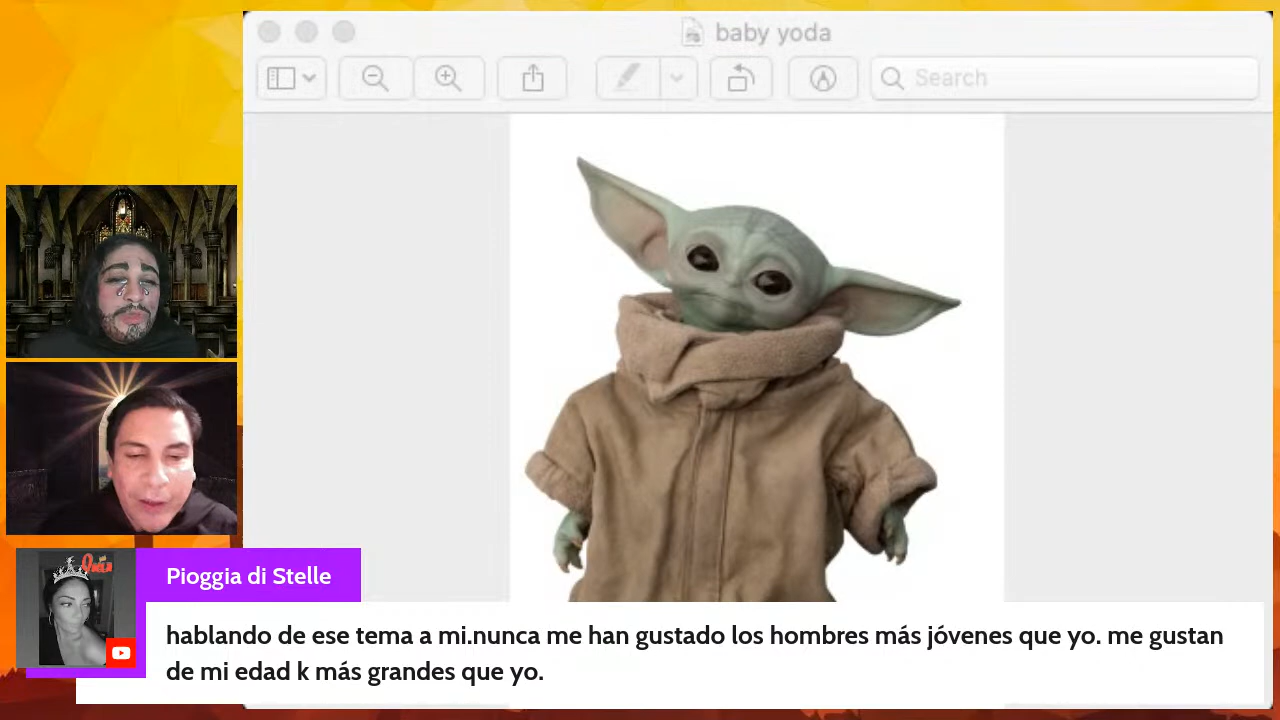 baby yoda
Search
Pioggia di Stelle
hablando de ese tema a mi.nunca me han gustado los hombres más jóvenes que yo. me gustan
de mi edad k más grandes que yo.